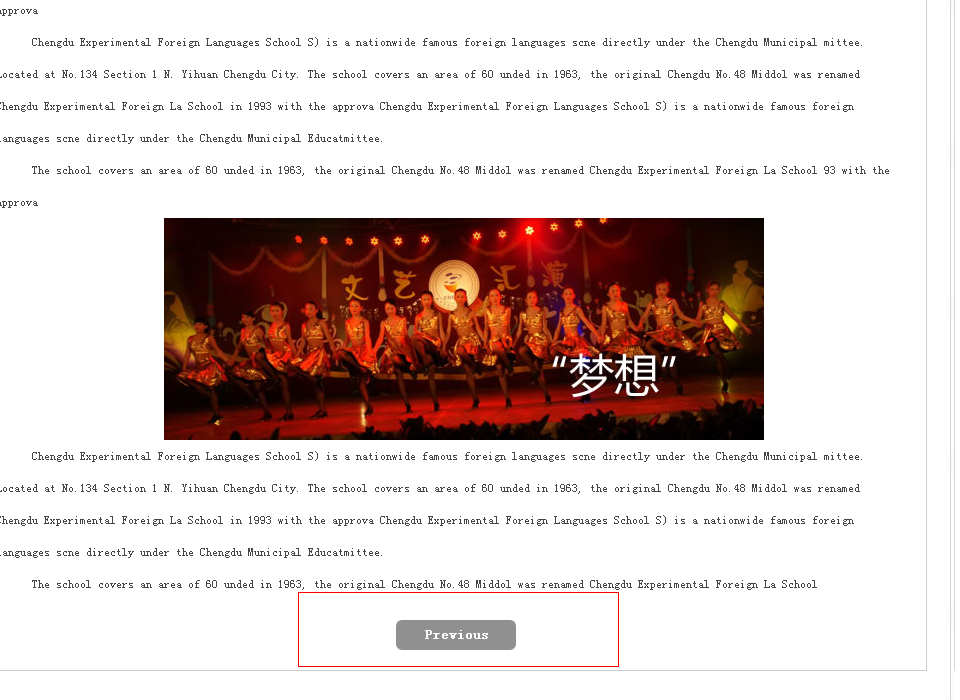 approva
Chengdu Experimental Foreign Languages School S) is a nationwide famous foreign languages scne directly under the Chengdu Municipal mittee.
Located at No.134 Section 1 N. Yihuan Chengdu City. The school covers an area of 60 unded in 1963, the original Chengdu No.48 Middol was renamed
Chengdu Experimental Foreign La School in 1993 with the approva Chengdu Experimental Foreign Languages School S) is a nationwide famous foreign
languages scne directly under the Chengdu Municipal Educatmittee.
The school covers an area of 60 unded in 1963, the original Chengdu No.48 Middol was renamed Chengdu Experimental Foreign La School 93 with the
approva
文艺汇演
“梦想”
Chengdu Experimental Foreign Languages School S) is a nationwide famous foreign languages scne directly under the Chengdu Municipal mittee.
Located at No.134 Section 1 N. Yihuan Chengdu City. The school covers an area of 60 unded in 1963, the original Chengdu No.48 Middol was renamed
Chengdu Experimental Foreign La School in 1993 with the approva Chengdu Experimental Foreign Languages School S) is a nationwide famous foreign
languages scne directly under the Chengdu Municipal Educatmittee.
The school covers an area of 60 unded in 1963, the original Chengdu No.48 Middol was renamed Chengdu Experimental Foreign La School
Previous